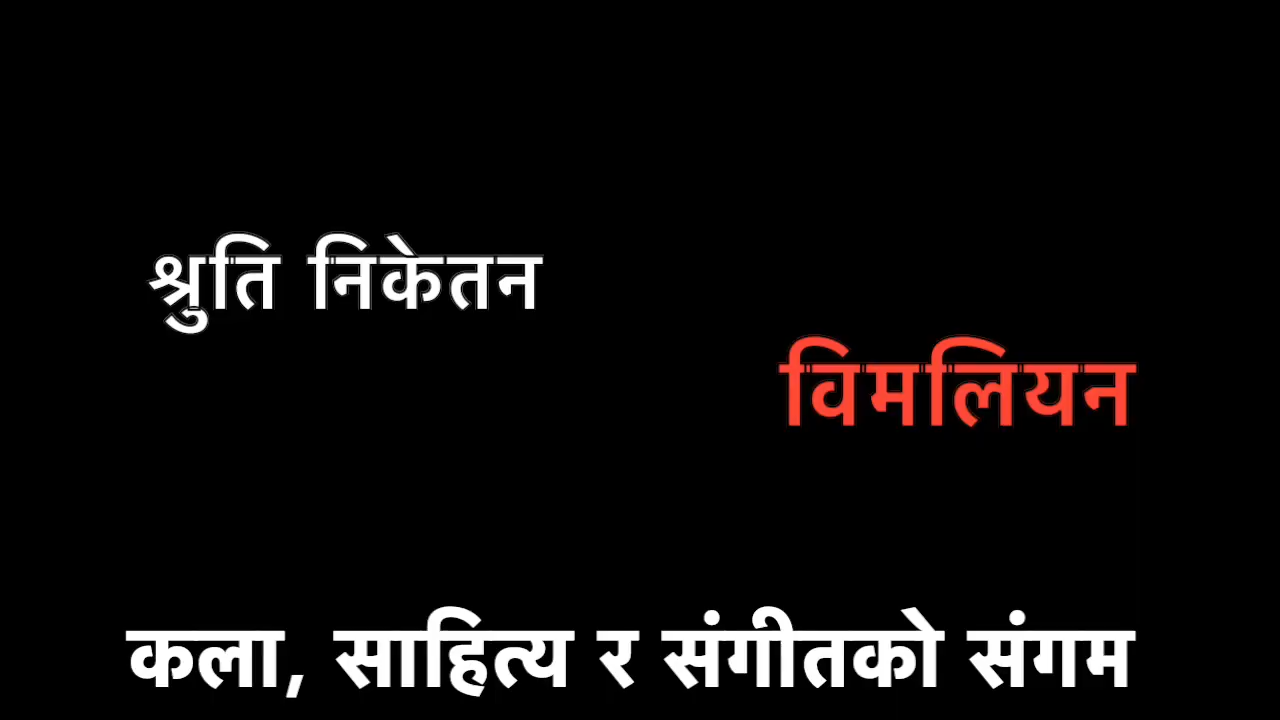 श्रुति निकेतन
विमलियन
कला, साहित्य र संगीतको संगम